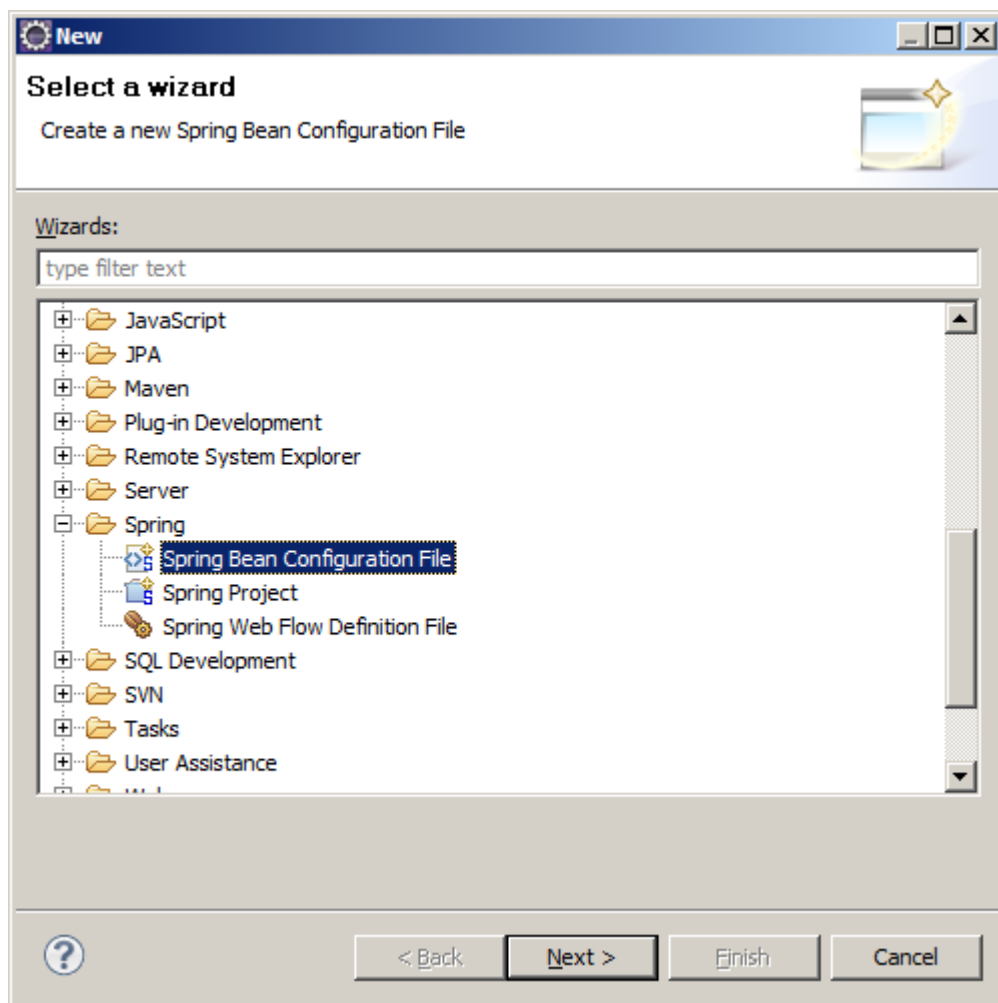 New
Select a wizard
Create a new Spring Bean Configuration File
Wizards:
type filter text
JavaScript
JPA
Maven
Plug-in Development
Remote System Explorer
Server
Spring
Spring Bean Configuration File
Spring Project
Spring Web Flow Definition File
SQL Development
SVN
Tasks
User Assistance
< Back
Next >
Finish
Cancel